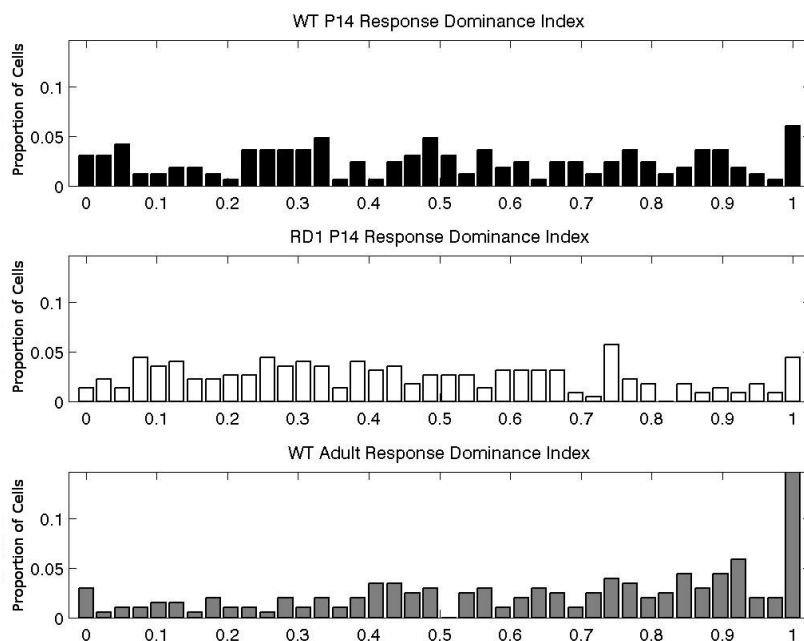 WT P14 Response Dominance Index
Proportion of Cells
0.1
0.05
0
0 0.1 0.2 0.3 0.4 0.5 0.6 0.7 0.8 0.9 1
RD1 P14 Response Dominance Index
Proportion of Cells
0.1
0.05
0
0 0.1 0.2 0.3 0.4 0.5 0.6 0.7 0.8 0.9 1
WT Adult Response Dominance Index
Proportion of Cells
0.1
0.05
0
0 0.1 0.2 0.3 0.4 0.5 0.6 0.7 0.8 0.9 1